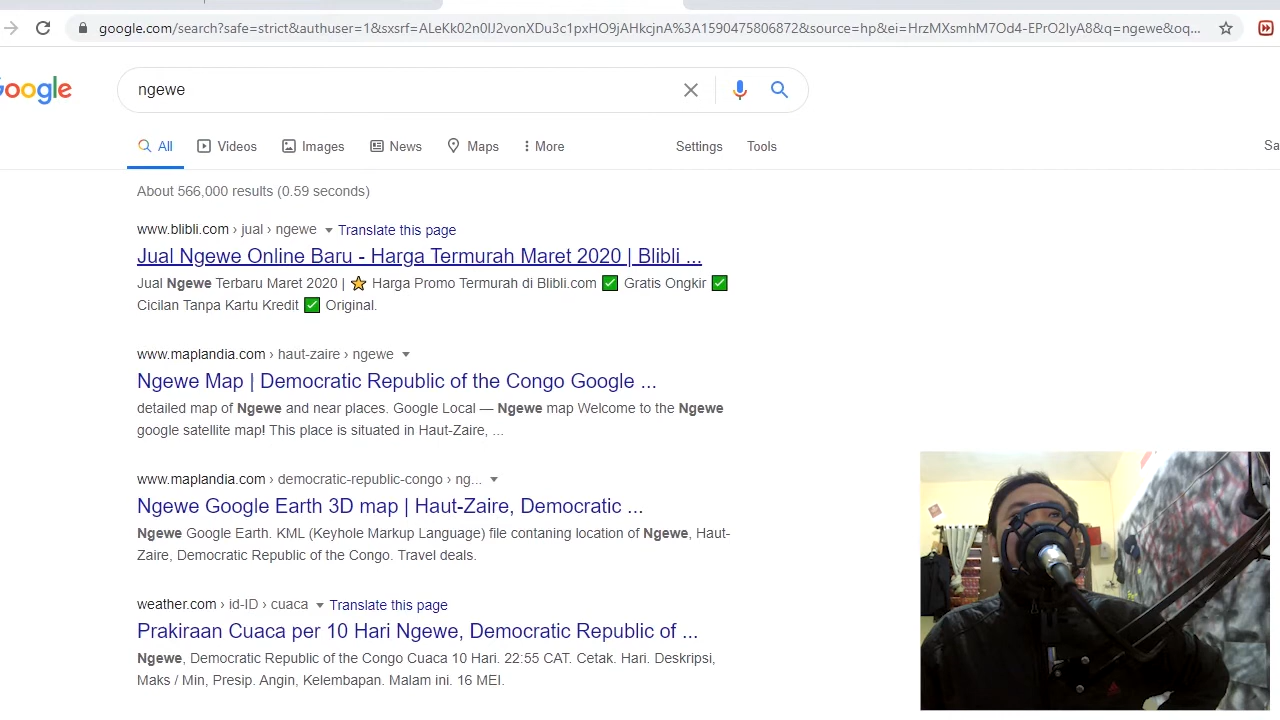 google.com/search?safe=strict&authuser=1&sxsrf=ALeKk02n0IJ2vonXDu3c1pxHO9jAHkcjnA%3A1590475806872&source=hp&ei=HrzMXsmhM7Od4-EPrO2IyA8&q=ngewe&oq...
Google
ngewe
All Videos Images News Maps More Settings Tools
Sa
About 566,000 results (0.59 seconds)
www.blibli.com › jual › ngewe Translate this page
Jual Ngewe Online Baru - Harga Termurah Maret 2020 | Blibli ...
Jual Ngewe Terbaru Maret 2020 | ⭐ Harga Promo Termurah di Blibli.com ✅ Gratis Ongkir ✅
Cicilan Tanpa Kartu Kredit ✅ Original.
www.maplandia.com › haut-zaire › ngewe
Ngewe Map | Democratic Republic of the Congo Google ...
detailed map of Ngewe and near places. Google Local — Ngewe map Welcome to the Ngewe
google satellite map! This place is situated in Haut-Zaire, ...
www.maplandia.com › democratic-republic-congo › ng...
Ngewe Google Earth 3D map | Haut-Zaire, Democratic ...
Ngewe Google Earth. KML (Keyhole Markup Language) file contaning location of Ngewe, Haut-
Zaire, Democratic Republic of the Congo. Travel deals.
weather.com › id-ID › cuaca Translate this page
Prakiraan Cuaca per 10 Hari Ngewe, Democratic Republic of ...
Ngewe, Democratic Republic of the Congo Cuaca 10 Hari. 22:55 CAT. Cetak. Hari. Deskripsi,
Maks / Min, Presip. Angin, Kelembapan. Malam ini. 16 MEI.